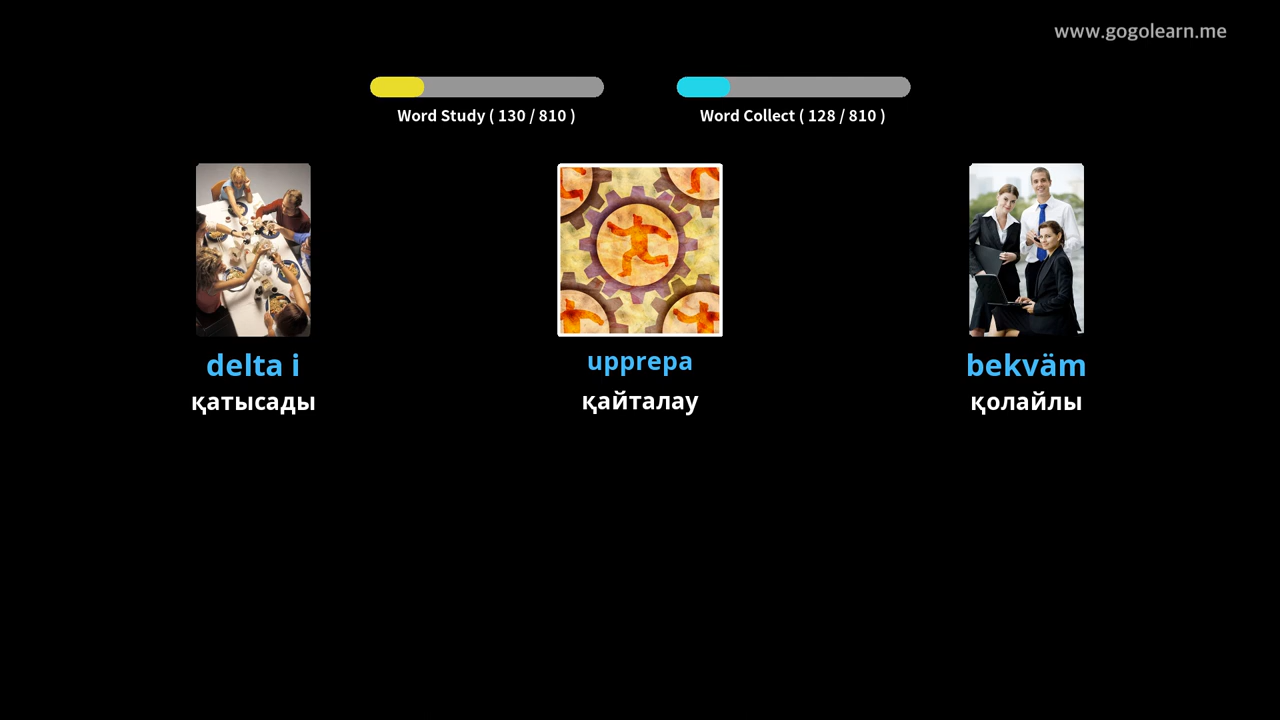 www.gogolearn.me
Word Study ( 130 / 810 )
Word Collect ( 128 / 810 )
delta i
қатысады
upprepa
қайталау
bekväm
қолайлы